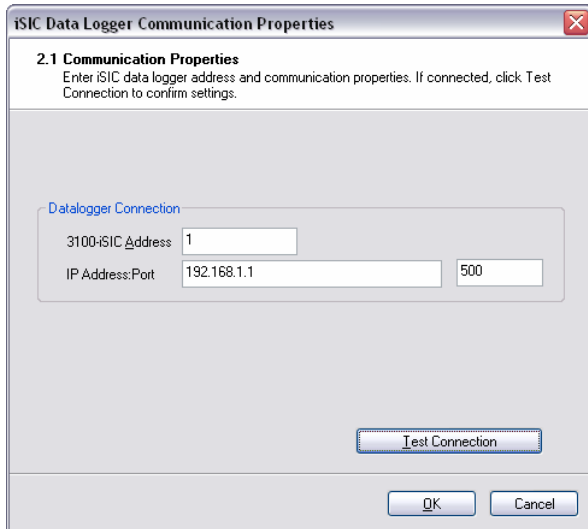 iSIC Data Logger Communication Properties
2.1 Communication Properties
Enter iSIC data logger address and communication properties. If connected, click Test
Connection to confirm settings.
Datalogger Connection
3100-iSIC Address 1
IP Address:Port 192.168.1.1 500
Test Connection
OK Cancel